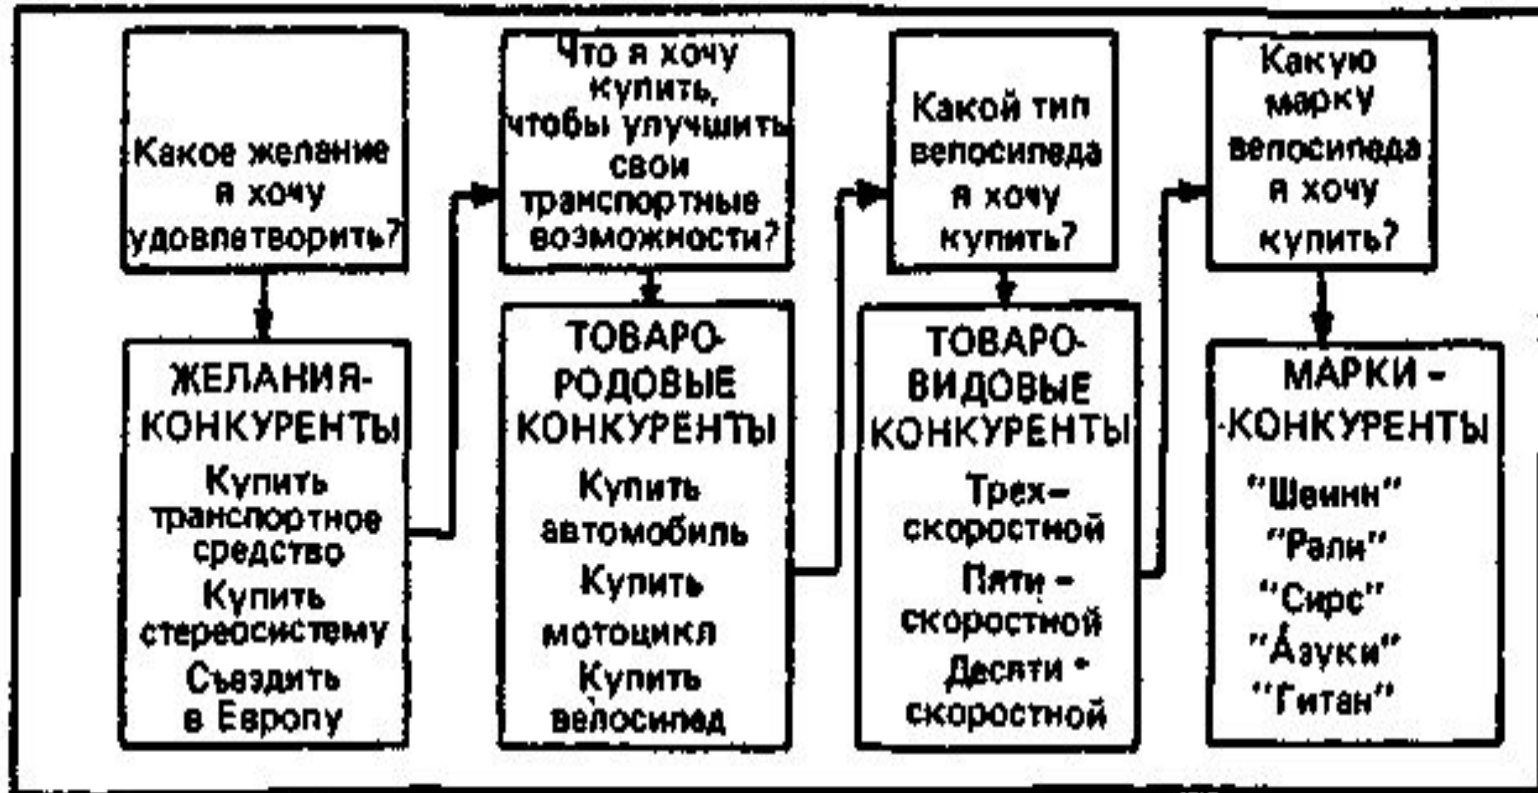 Какое желание
я хочу
удовлетворить?
Что я хочу
купить,
чтобы улучшить
свои
транспортные
возможности?
Какой тип
велосипеда
я хочу
купить?
Какую
марку
велосипеда
я хочу
купить?
ЖЕЛАНИЯ-
КОНКУРЕНТЫ
Купить
транспортное
средство
Купить
стереосистему
Съездить
в Европу
ТОВАРО-
РОДОВЫЕ
КОНКУРЕНТЫ
Купить
автомобиль
Купить
мотоцикл
Купить
велосипед
ТОВАРО-
ВИДОВЫЕ
КОНКУРЕНТЫ
Трех-
скоростной
Пяти-
скоростной
Десяти-
скоростной
МАРКИ-
КОНКУРЕНТЫ
"Швинн"
"Рали"
"Сирс"
"Азуки"
"Гитан"